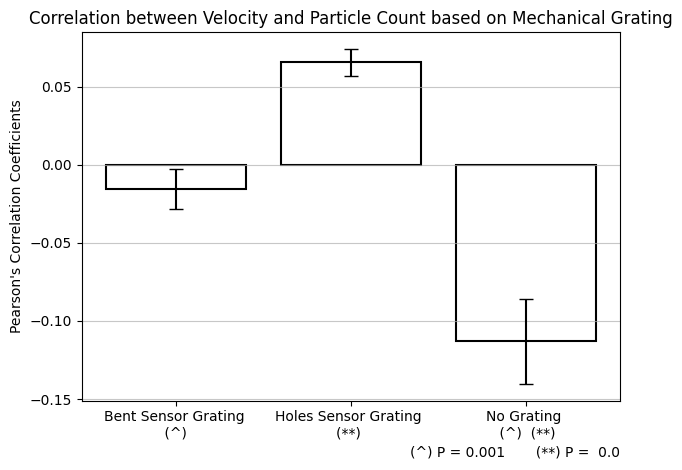 Correlation between Velocity and Particle Count based on Mechanical Grating
Pearson's Correlation Coefficients
0.05
0.00
−0.05
−0.10
−0.15
Bent Sensor Grating Holes Sensor Grating No Grating
(^) (**) (^) (**)
(^) P = 0.001 (**) P = 0.0